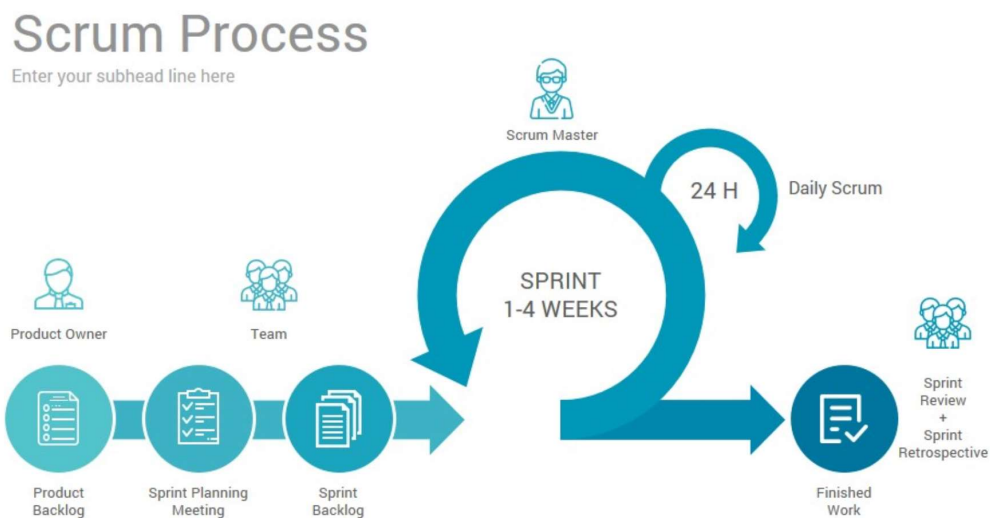 Scrum Process
Enter your subhead line here
Scrum Master
24 H
Daily Scrum
SPRINT
1-4 WEEKS
Product Owner
Team
Product
Backlog
Sprint Planning
Meeting
Sprint
Backlog
Finished
Work
Sprint
Review
+
Sprint
Retrospective